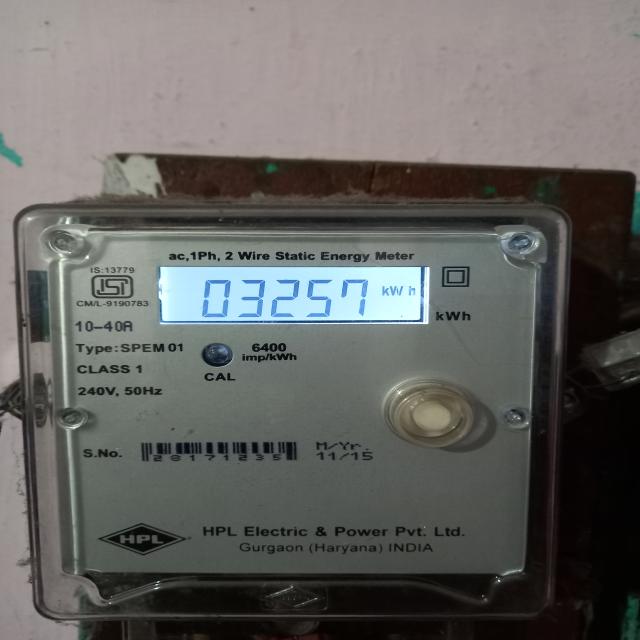 ac,1Ph, 2 Wire Static Energy Meter
IS:13779
ISI
CM/L-9190783
03257 kWh
kWh
10-40A
Type:SPEM 01
6400
imp/kWh
CLASS 1
CAL
240V, 50Hz
S.No.
20171235
M/Yr.
11/15
HPL
HPL Electric & Power Pvt. Ltd.
Gurgaon (Haryana) INDIA